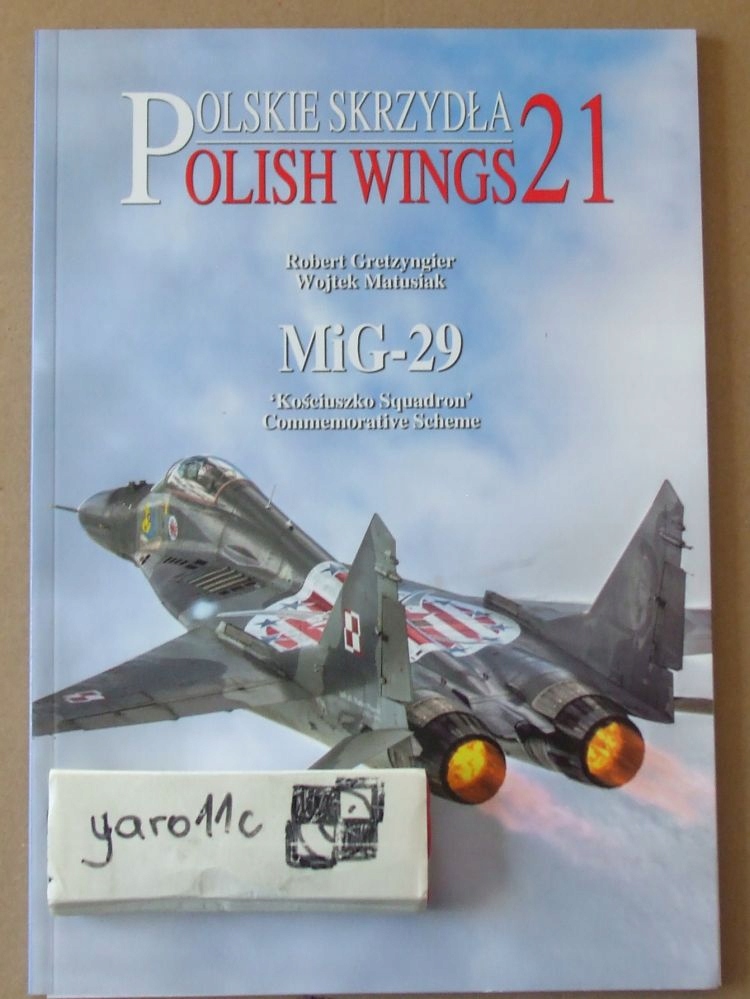 POLSKIE SKRZYDŁA
POLISH WINGS 21
Robert Gretzyngier
Wojtek Matusiak
MiG-29
‘Kościuszko Squadron’
Commemorative Scheme
yaro11c